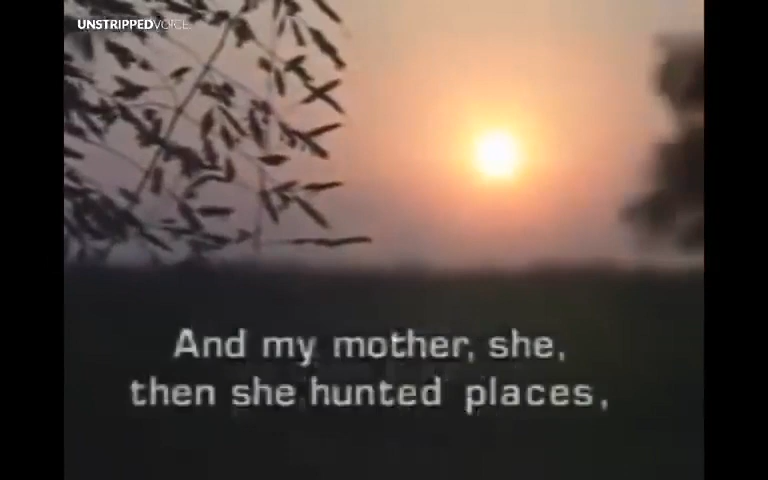 UNSTRIPPEDVOICE
And my mother, she,
then she hunted places,